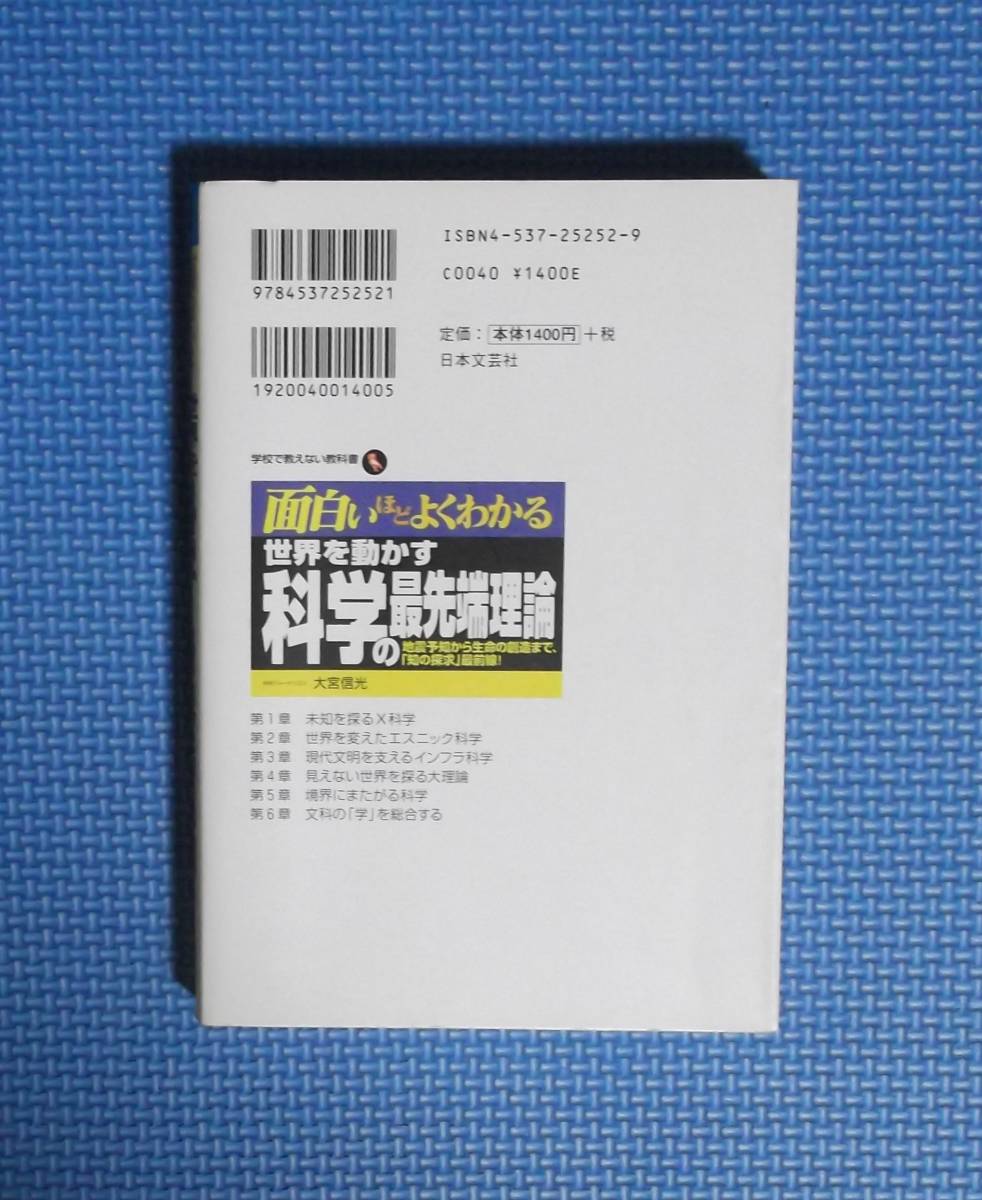 9784537252521
ISBN4-537-25252-9
C0040 ¥1400E
1920040014005
定価：本体1400円＋税
日本文芸社
学校で教えない教科書
面白いほどよくわかる
世界を動かす
科学の最先端理論
地震予知から生命の創造まで、
「知の探求」最前線！
大宮信光
第1章 未知を探るX科学
第2章 世界を変えたエスニック科学
第3章 現代文明を支えるインフラ科学
第4章 見えない世界を探る大理論
第5章 境界にまたがる科学
第6章 文科の「学」を総合する